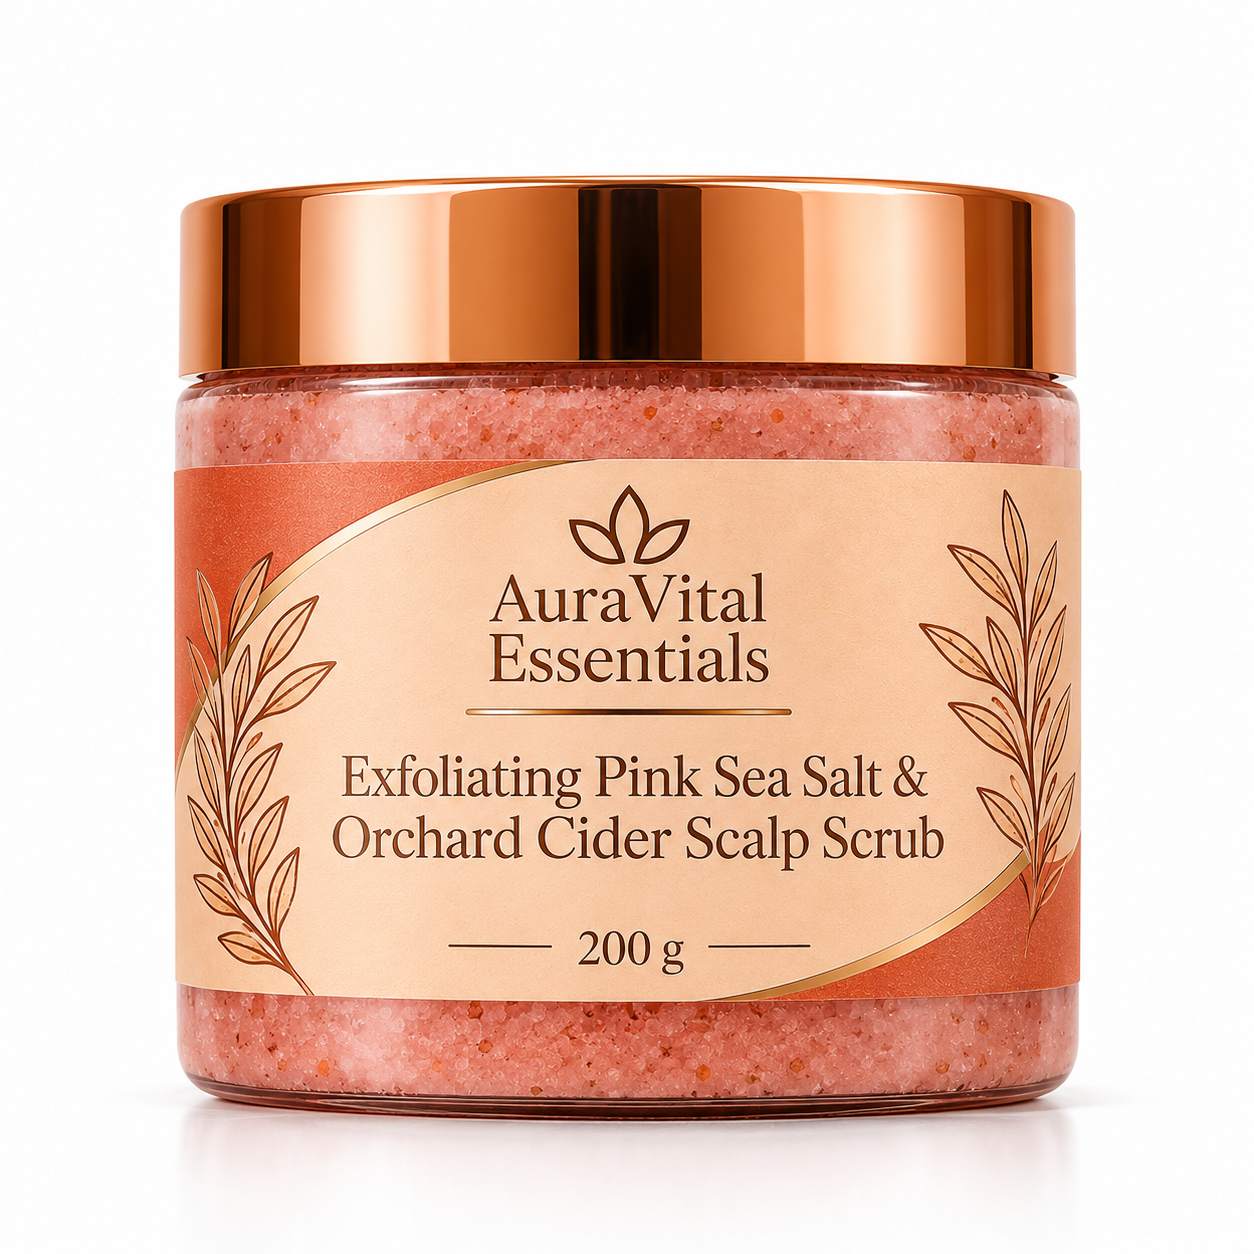 AuraVital
Essentials
Exfoliating Pink Sea Salt &
Orchard Cider Scalp Scrub
200 g